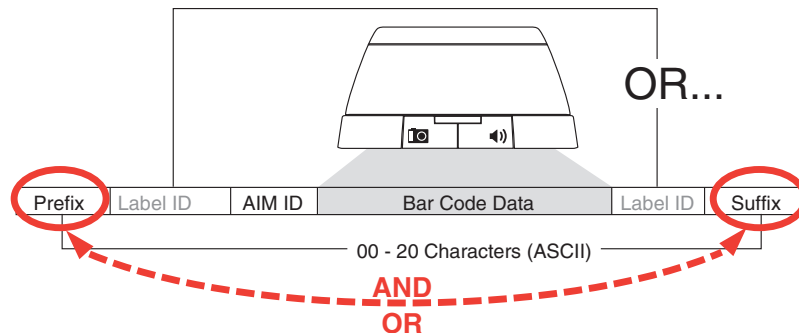 OR...
Prefix Label ID AIM ID Bar Code Data Label ID Suffix
00 - 20 Characters (ASCII)
AND
OR